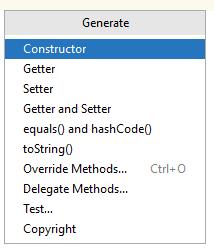 Generate
Constructor
Getter
Setter
Getter and Setter
equals() and hashCode()
toString()
Override Methods... Ctrl+O
Delegate Methods...
Test...
Copyright